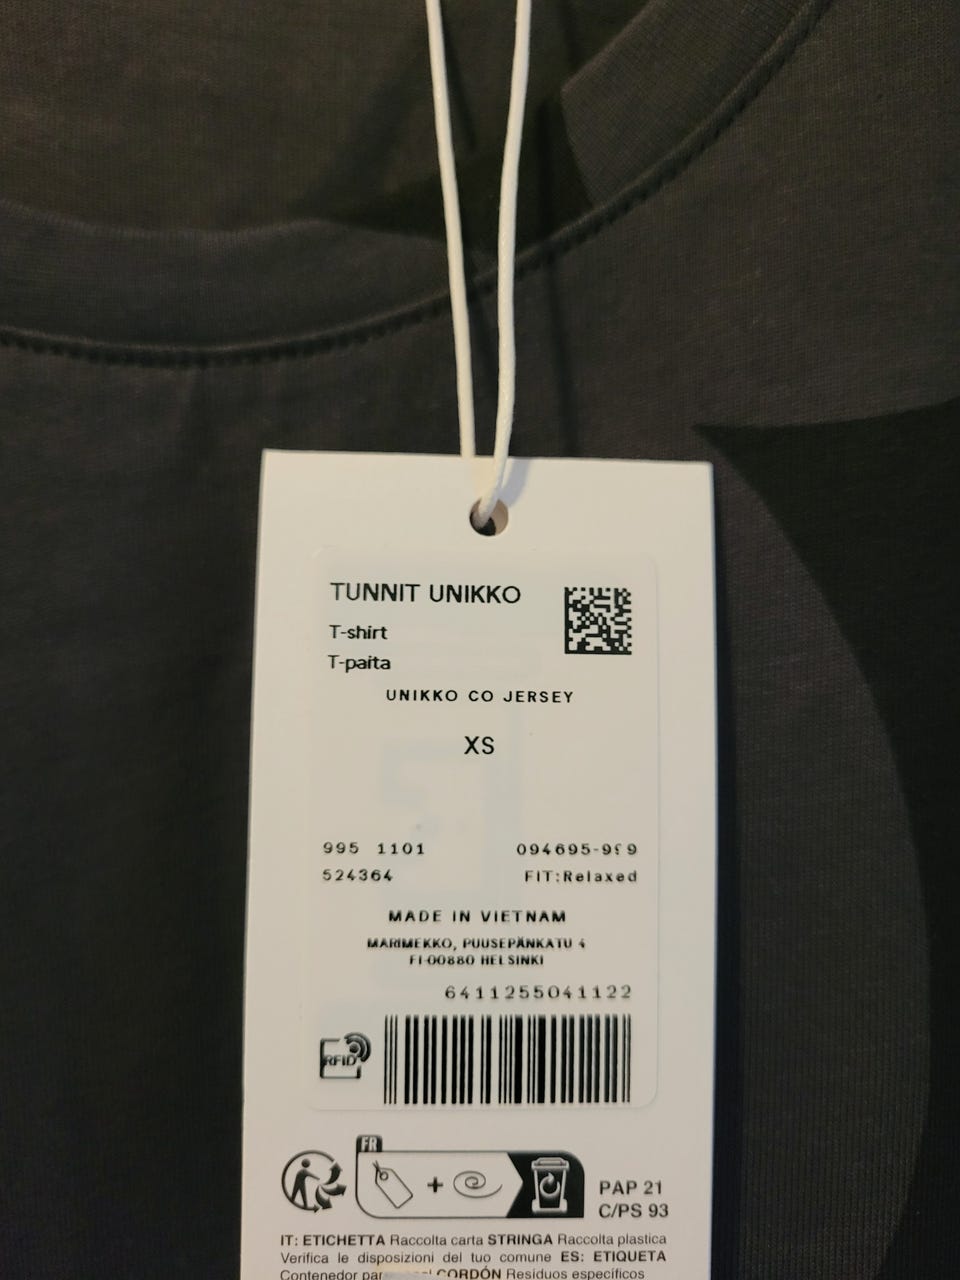 TUNNIT UNIKKO
T-shirt
T-paita
UNIKKO CO JERSEY
XS
995 1101
094695-999
524364
FIT:Relaxed
MADE IN VIETNAM
MARIMEKKO, PUUSEPÄNKATU 4
FI-00880 HELSINKI
6411255041122
RFID
FR
+
PAP 21
C/PS 93
IT: ETICHETTA Raccolta carta STRINGA Raccolta plastica
Verifica le disposizioni del tuo comune ES: ETIQUETA
Contenedor CORDÓN Residuos específicos